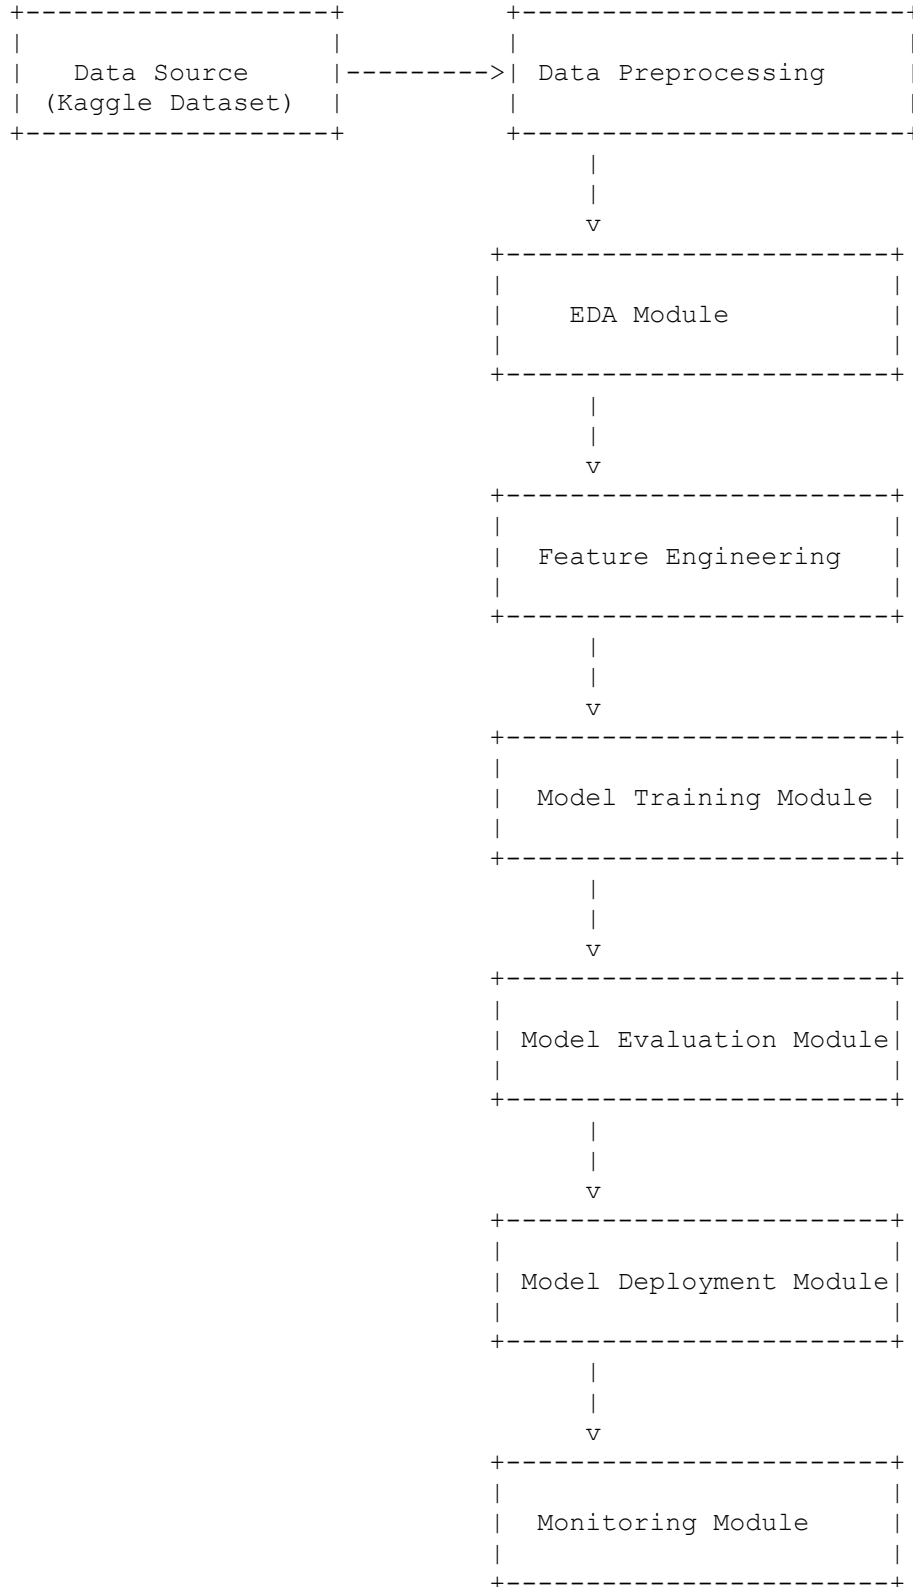 Data Source
(Kaggle Dataset)
Data Preprocessing
EDA Module
Feature Engineering
Model Training Module
Model Evaluation Module
Model Deployment Module
Monitoring Module